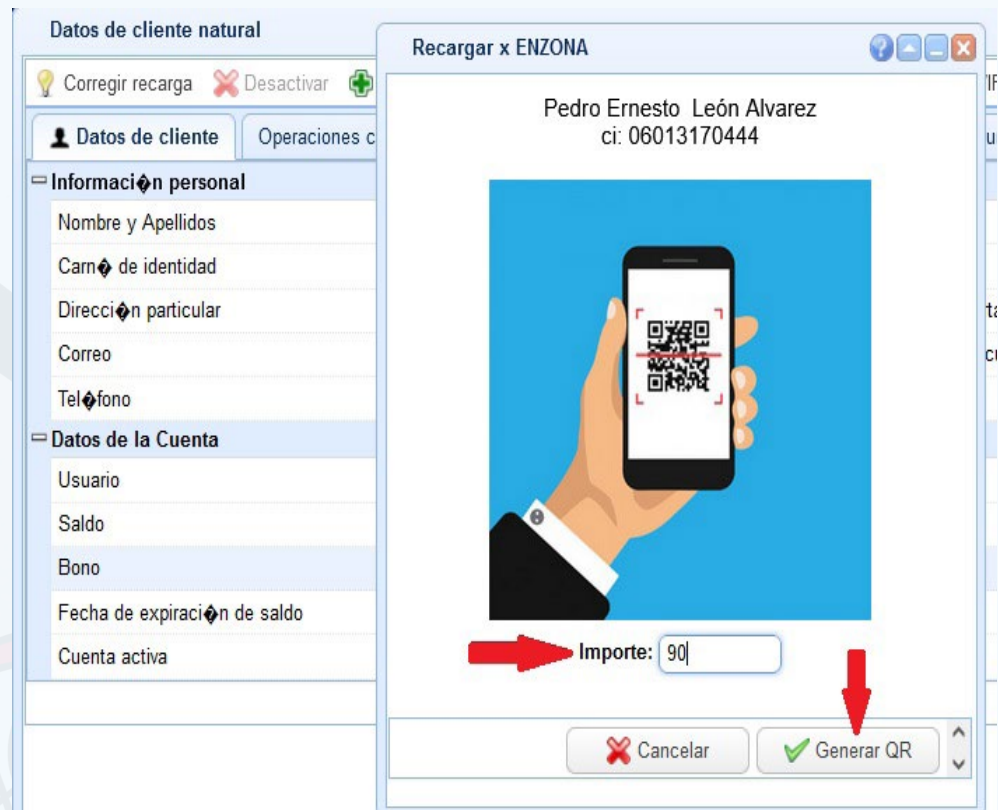 Datos de cliente natural
Corregir recarga Desactivar
Datos de cliente Operaciones c
Informaci�n personal
Nombre y Apellidos
Carn� de identidad
Direcci�n particular
Correo
Tel�fono
Datos de la Cuenta
Usuario
Saldo
Bono
Fecha de expiraci�n de saldo
Cuenta activa
Recargar x ENZONA
Pedro Ernesto León Alvarez
ci: 06013170444
Importe: 90
Cancelar Generar QR